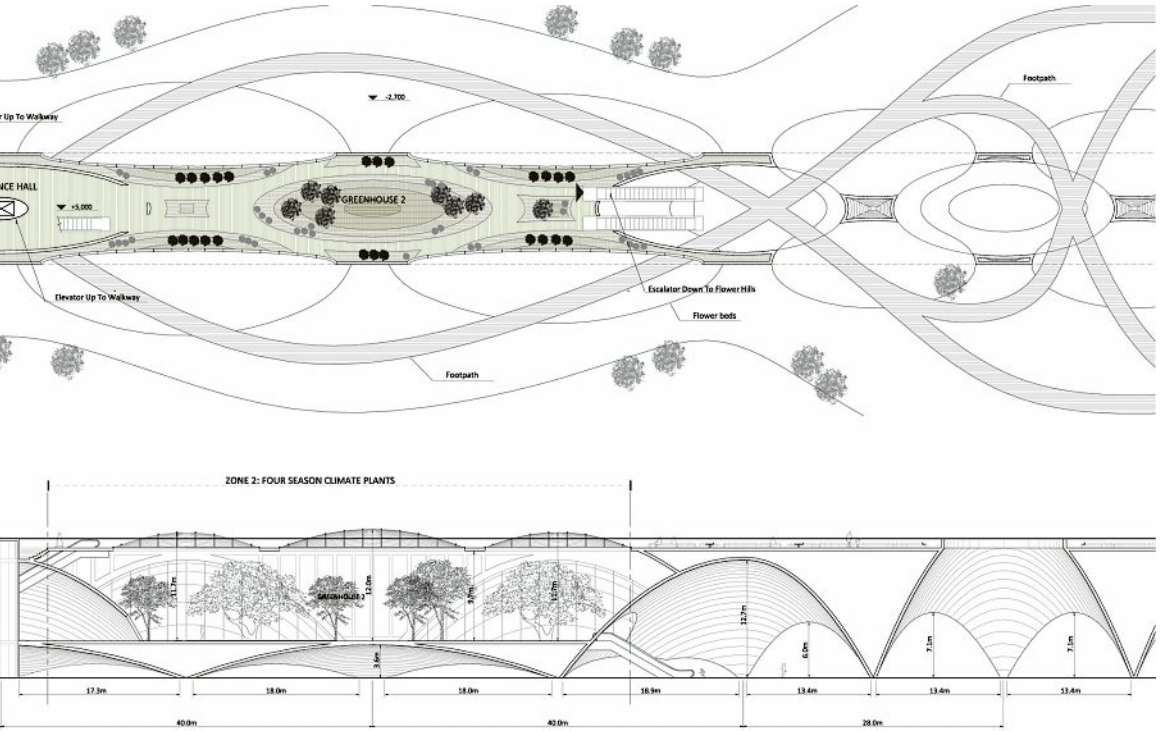 Footpath
-2,700
r Up To Walkway
NCE HALL
GREENHOUSE 2
+5,000
Elevator Up To Walkway
Escalator Down To Flower Hills
Flower beds
Footpath
ZONE 2: FOUR SEASON CLIMATE PLANTS
11.7m
GREENHOUSE 2
12.0m
9.7m
11.7m
12.7m
3.6m
6.0m
7.1m
7.1m
17.3m
18.0m
18.0m
18.9m
13.4m
13.4m
13.4m
40.0m
40.0m
28.0m